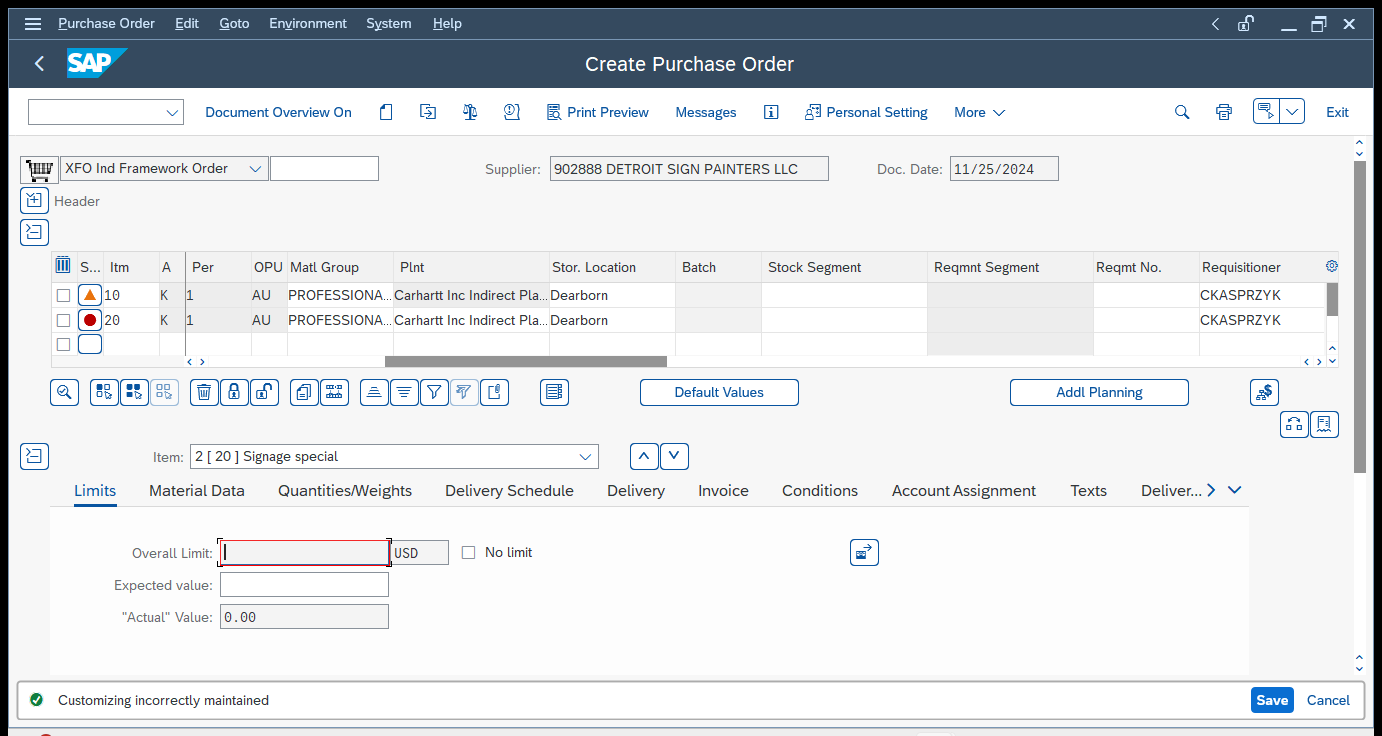 Purchase Order Edit Goto Environment System Help
SAP Create Purchase Order
Document Overview On Print Preview Messages Personal Setting More Exit
XFO Ind Framework Order Supplier: 902888 DETROIT SIGN PAINTERS LLC Doc. Date: 11/25/2024
Header
S... Itm A Per OPU Matl Group Plnt Stor. Location Batch Stock Segment Reqmnt Segment Reqmt No. Requisitioner
10 K 1 AU PROFESSIONA... Carhartt Inc Indirect Pla... Dearborn CKASPRZYK
20 K 1 AU PROFESSIONA... Carhartt Inc Indirect Pla... Dearborn CKASPRZYK
Default Values Addl Planning
Item: 2 [ 20 ] Signage special
Limits Material Data Quantities/Weights Delivery Schedule Delivery Invoice Conditions Account Assignment Texts Deliver...
Overall Limit: USD No limit
Expected value:
"Actual" Value: 0.00
Customizing incorrectly maintained Save Cancel